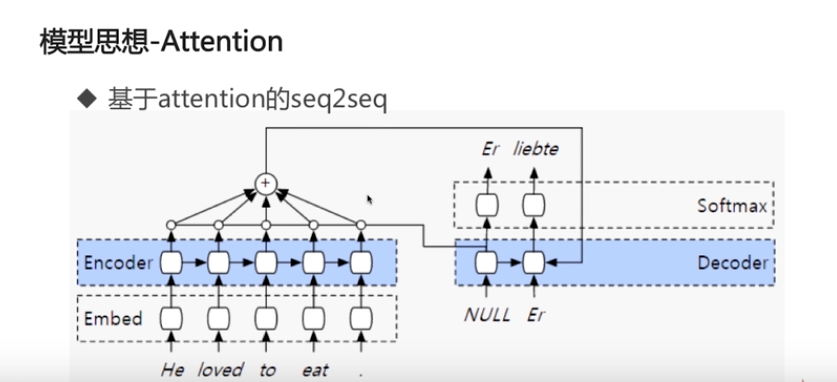 模型思想-Attention
◆ 基于attention的seq2seq
Er liebte
Softmax
Encoder
Decoder
Embed
NULL Er
He loved to eat .